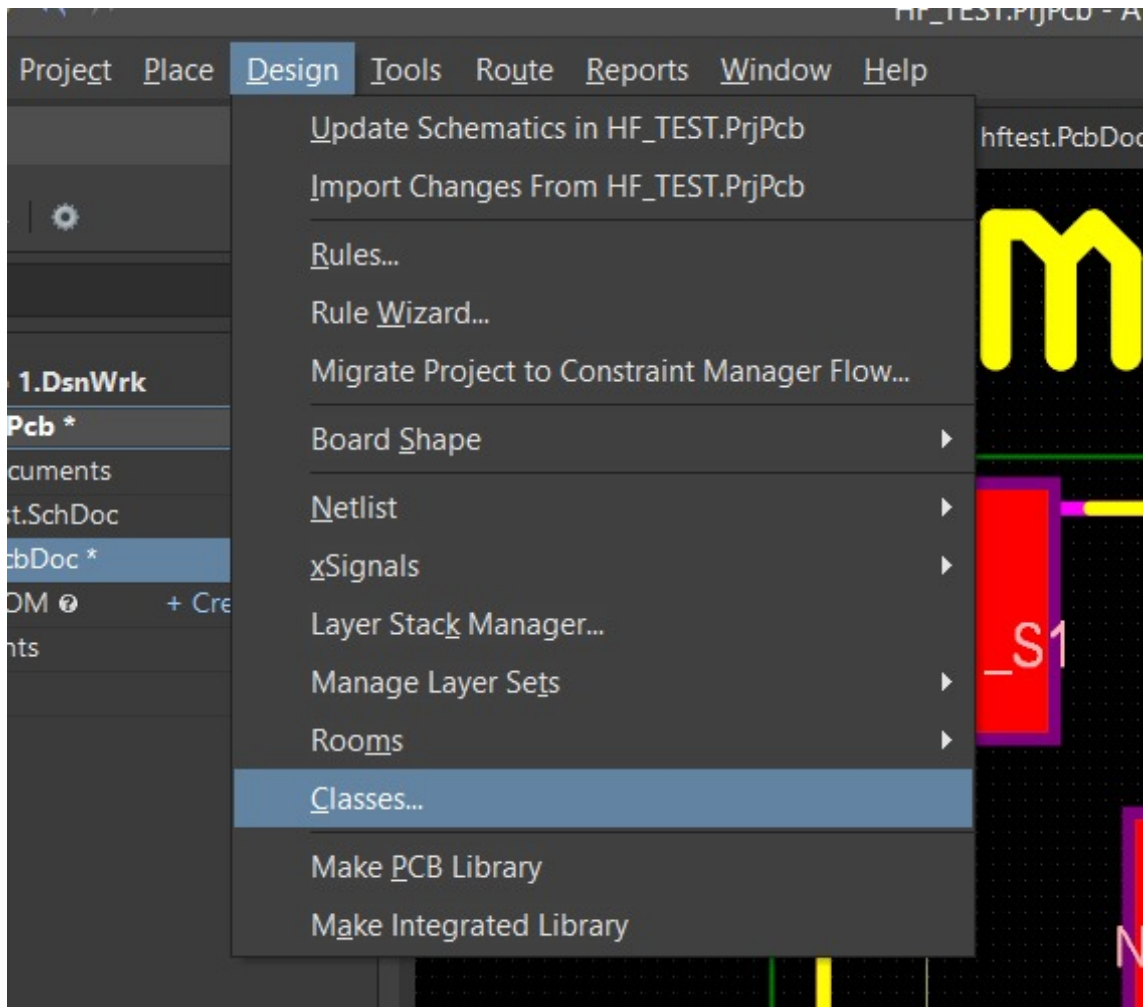 HF_TEST.PrjPcb - A
Project Place Design Tools Route Reports Window Help
Update Schematics in HF_TEST.PrjPcb
hftest.PcbDoc
Import Changes From HF_TEST.PrjPcb
Rules...
Rule Wizard...
Migrate Project to Constraint Manager Flow...
1.DsnWrk
Pcb *
Board Shape
cuments
Netlist
st.SchDoc
cbDoc *
xSignals
OM + Cre
Layer Stack Manager...
nts
_S1
Manage Layer Sets
Rooms
Classes...
Make PCB Library
Make Integrated Library
N